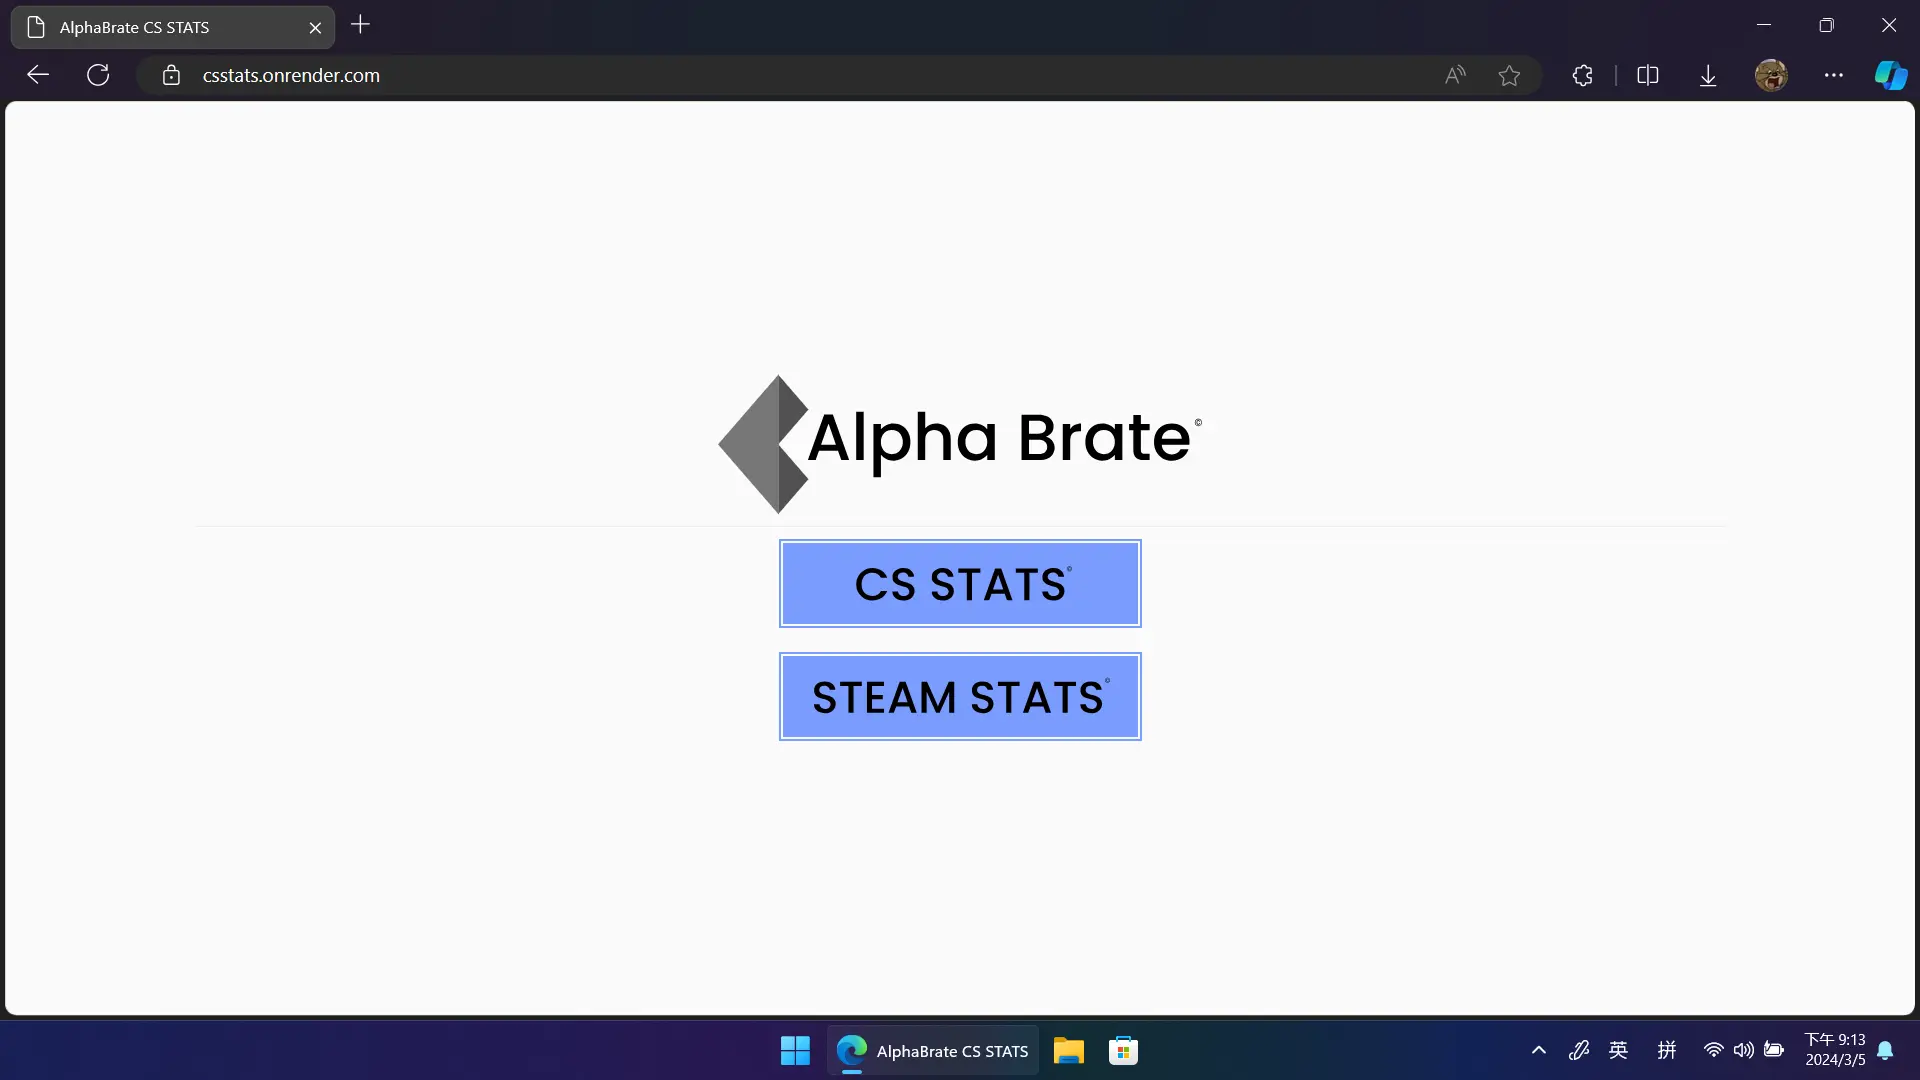 AlphaBrate CS STATS
csstats.onrender.com
Alpha Brate©
CS STATS©
STEAM STATS©
AlphaBrate CS STATS
英
拼
下午 9:13
2024/3/5